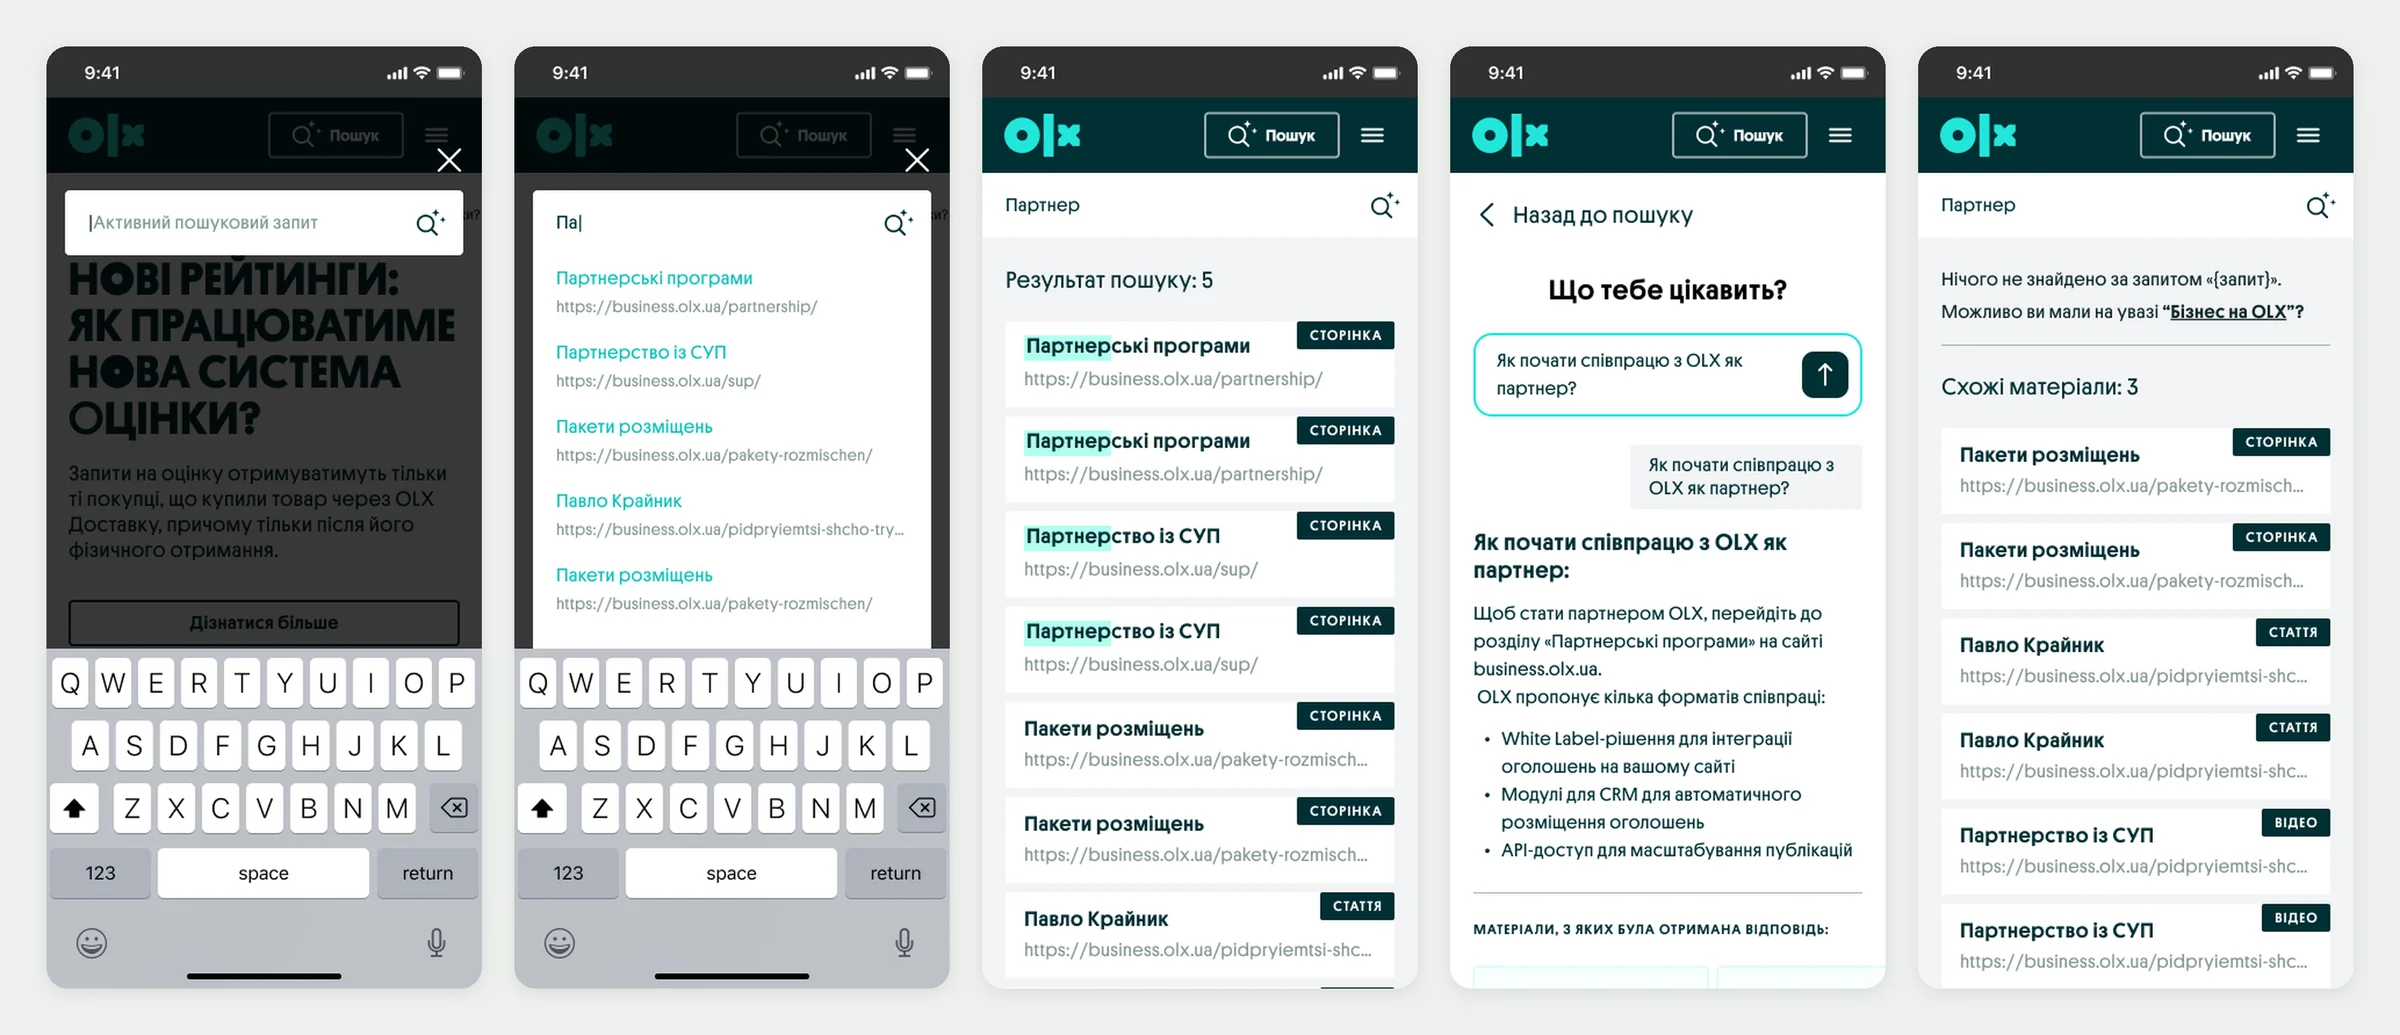 9:41
olx
Пошук
Активний пошуковий запит
ки?
НОВІ РЕЙТИНГИ:
ЯК ПРАЦЮВАТИМЕ
НОВА СИСТЕМА
ОЦІНКИ?
Запити на оцінку отримуватимуть тільки
ті покупці, що купили товар через OLX
Доставку, причому тільки після його
фізичного отримання.
Дізнатися більше
Q W E R T Y U I O P
A S D F G H J K L
Z X C V B N M
123 space return
9:41
olx
Пошук
Па
ки?
Партнерські програми
https://business.olx.ua/partnership/
Партнерство із СУП
https://business.olx.ua/sup/
Пакети розміщень
https://business.olx.ua/pakety-rozmischen/
Павло Крайник
https://business.olx.ua/pidpryiemtsi-shcho-try...
Пакети розміщень
https://business.olx.ua/pakety-rozmischen/
Q W E R T Y U I O P
A S D F G H J K L
Z X C V B N M
123 space return
9:41
olx
Пошук
Партнер
Результат пошуку: 5
СТОРІНКА
Партнерські програми
https://business.olx.ua/partnership/
СТОРІНКА
Партнерські програми
https://business.olx.ua/partnership/
СТОРІНКА
Партнерство із СУП
https://business.olx.ua/sup/
СТОРІНКА
Партнерство із СУП
https://business.olx.ua/sup/
СТОРІНКА
Пакети розміщень
https://business.olx.ua/pakety-rozmisch...
СТОРІНКА
Пакети розміщень
https://business.olx.ua/pakety-rozmisch...
СТАТТЯ
Павло Крайник
https://business.olx.ua/pidpryiemtsi-shc...
9:41
olx
Пошук
Назад до пошуку
Що тебе цікавить?
Як почати співпрацю з OLX як
партнер?
Як почати співпрацю з
OLX як партнер?
Як почати співпрацю з OLX як
партнер:
Щоб стати партнером OLX, перейдіть до
розділу «Партнерські програми» на сайті
business.olx.ua.
OLX пропонує кілька форматів співпраці:
• White Label-рішення для інтеграції
оголошень на вашому сайті
• Модулі для CRM для автоматичного
розміщення оголошень
• API-доступ для масштабування публікацій
МАТЕРІАЛИ, З ЯКИХ БУЛА ОТРИМАНА ВІДПОВІДЬ:
9:41
olx
Пошук
Партнер
Нічого не знайдено за запитом «{запит}».
Можливо ви мали на увазі “Бізнес на OLX”?
Схожі матеріали: 3
СТОРІНКА
Пакети розміщень
https://business.olx.ua/pakety-rozmisch...
СТОРІНКА
Пакети розміщень
https://business.olx.ua/pakety-rozmisch...
СТАТТЯ
Павло Крайник
https://business.olx.ua/pidpryiemtsi-shc...
СТАТТЯ
Павло Крайник
https://business.olx.ua/pidpryiemtsi-shc...
ВІДЕО
Партнерство із СУП
https://business.olx.ua/pidpryiemtsi-shc...
ВІДЕО
Партнерство із СУП
https://business.olx.ua/pidpryiemtsi-shc...